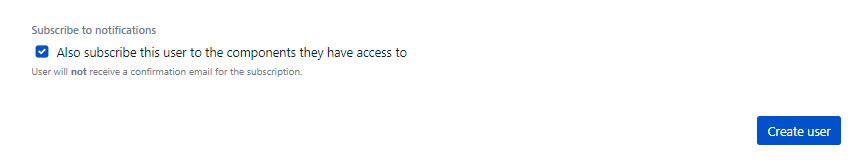 Subscribe to notifications
Also subscribe this user to the components they have access to
User will not receive a confirmation email for the subscription.
Create user